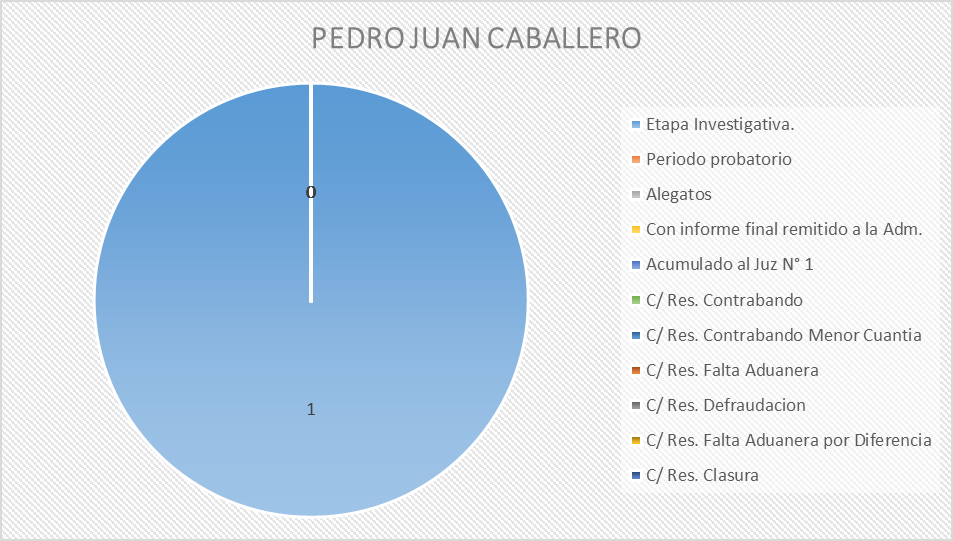 PEDRO JUAN CABALLERO
0
1
Etapa Investigativa.
Periodo probatorio
Alegatos
Con informe final remitido a la Adm.
Acumulado al Juz N° 1
C/ Res. Contrabando
C/ Res. Contrabando Menor Cuantia
C/ Res. Falta Aduanera
C/ Res. Defraudacion
C/ Res. Falta Aduanera por Diferencia
C/ Res. Clasura